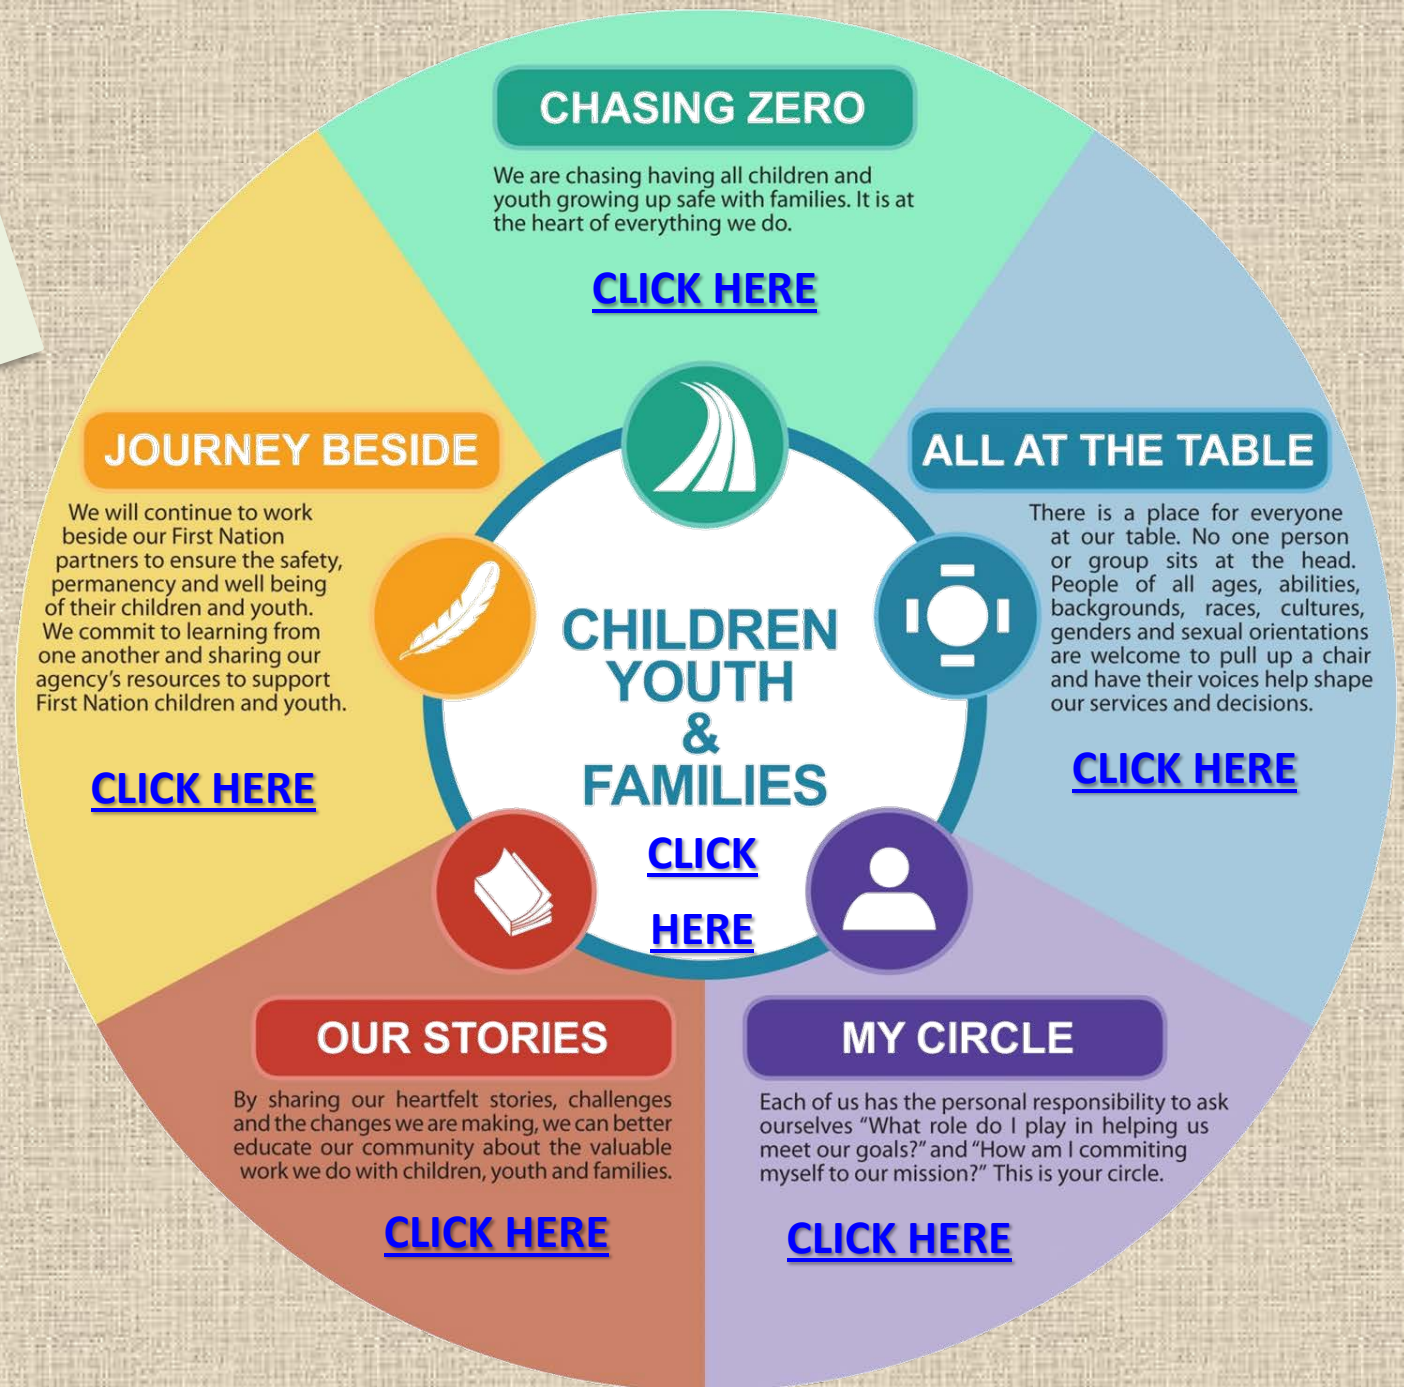 CHASING ZERO
We are chasing having all children and
youth growing up safe with families. It is at
the heart of everything we do.
CLICK HERE
JOURNEY BESIDE
We will continue to work
beside our First Nation
partners to ensure the safety,
permanency and well being
of their children and youth.
We commit to learning from
one another and sharing our
agency's resources to support
First Nation children and youth.
CLICK HERE
ALL AT THE TABLE
There is a place for everyone
at our table. No one person
or group sits at the head.
People of all ages, abilities,
backgrounds, races, cultures,
genders and sexual orientations
are welcome to pull up a chair
and have their voices help shape
our services and decisions.
CLICK HERE
CHILDREN
YOUTH
&
FAMILIES
CLICK
HERE
OUR STORIES
By sharing our heartfelt stories, challenges
and the changes we are making, we can better
educate our community about the valuable
work we do with children, youth and families.
CLICK HERE
MY CIRCLE
Each of us has the personal responsibility to ask
ourselves “What role do I play in helping us
meet our goals?” and “How am I commiting
myself to our mission?” This is your circle.
CLICK HERE